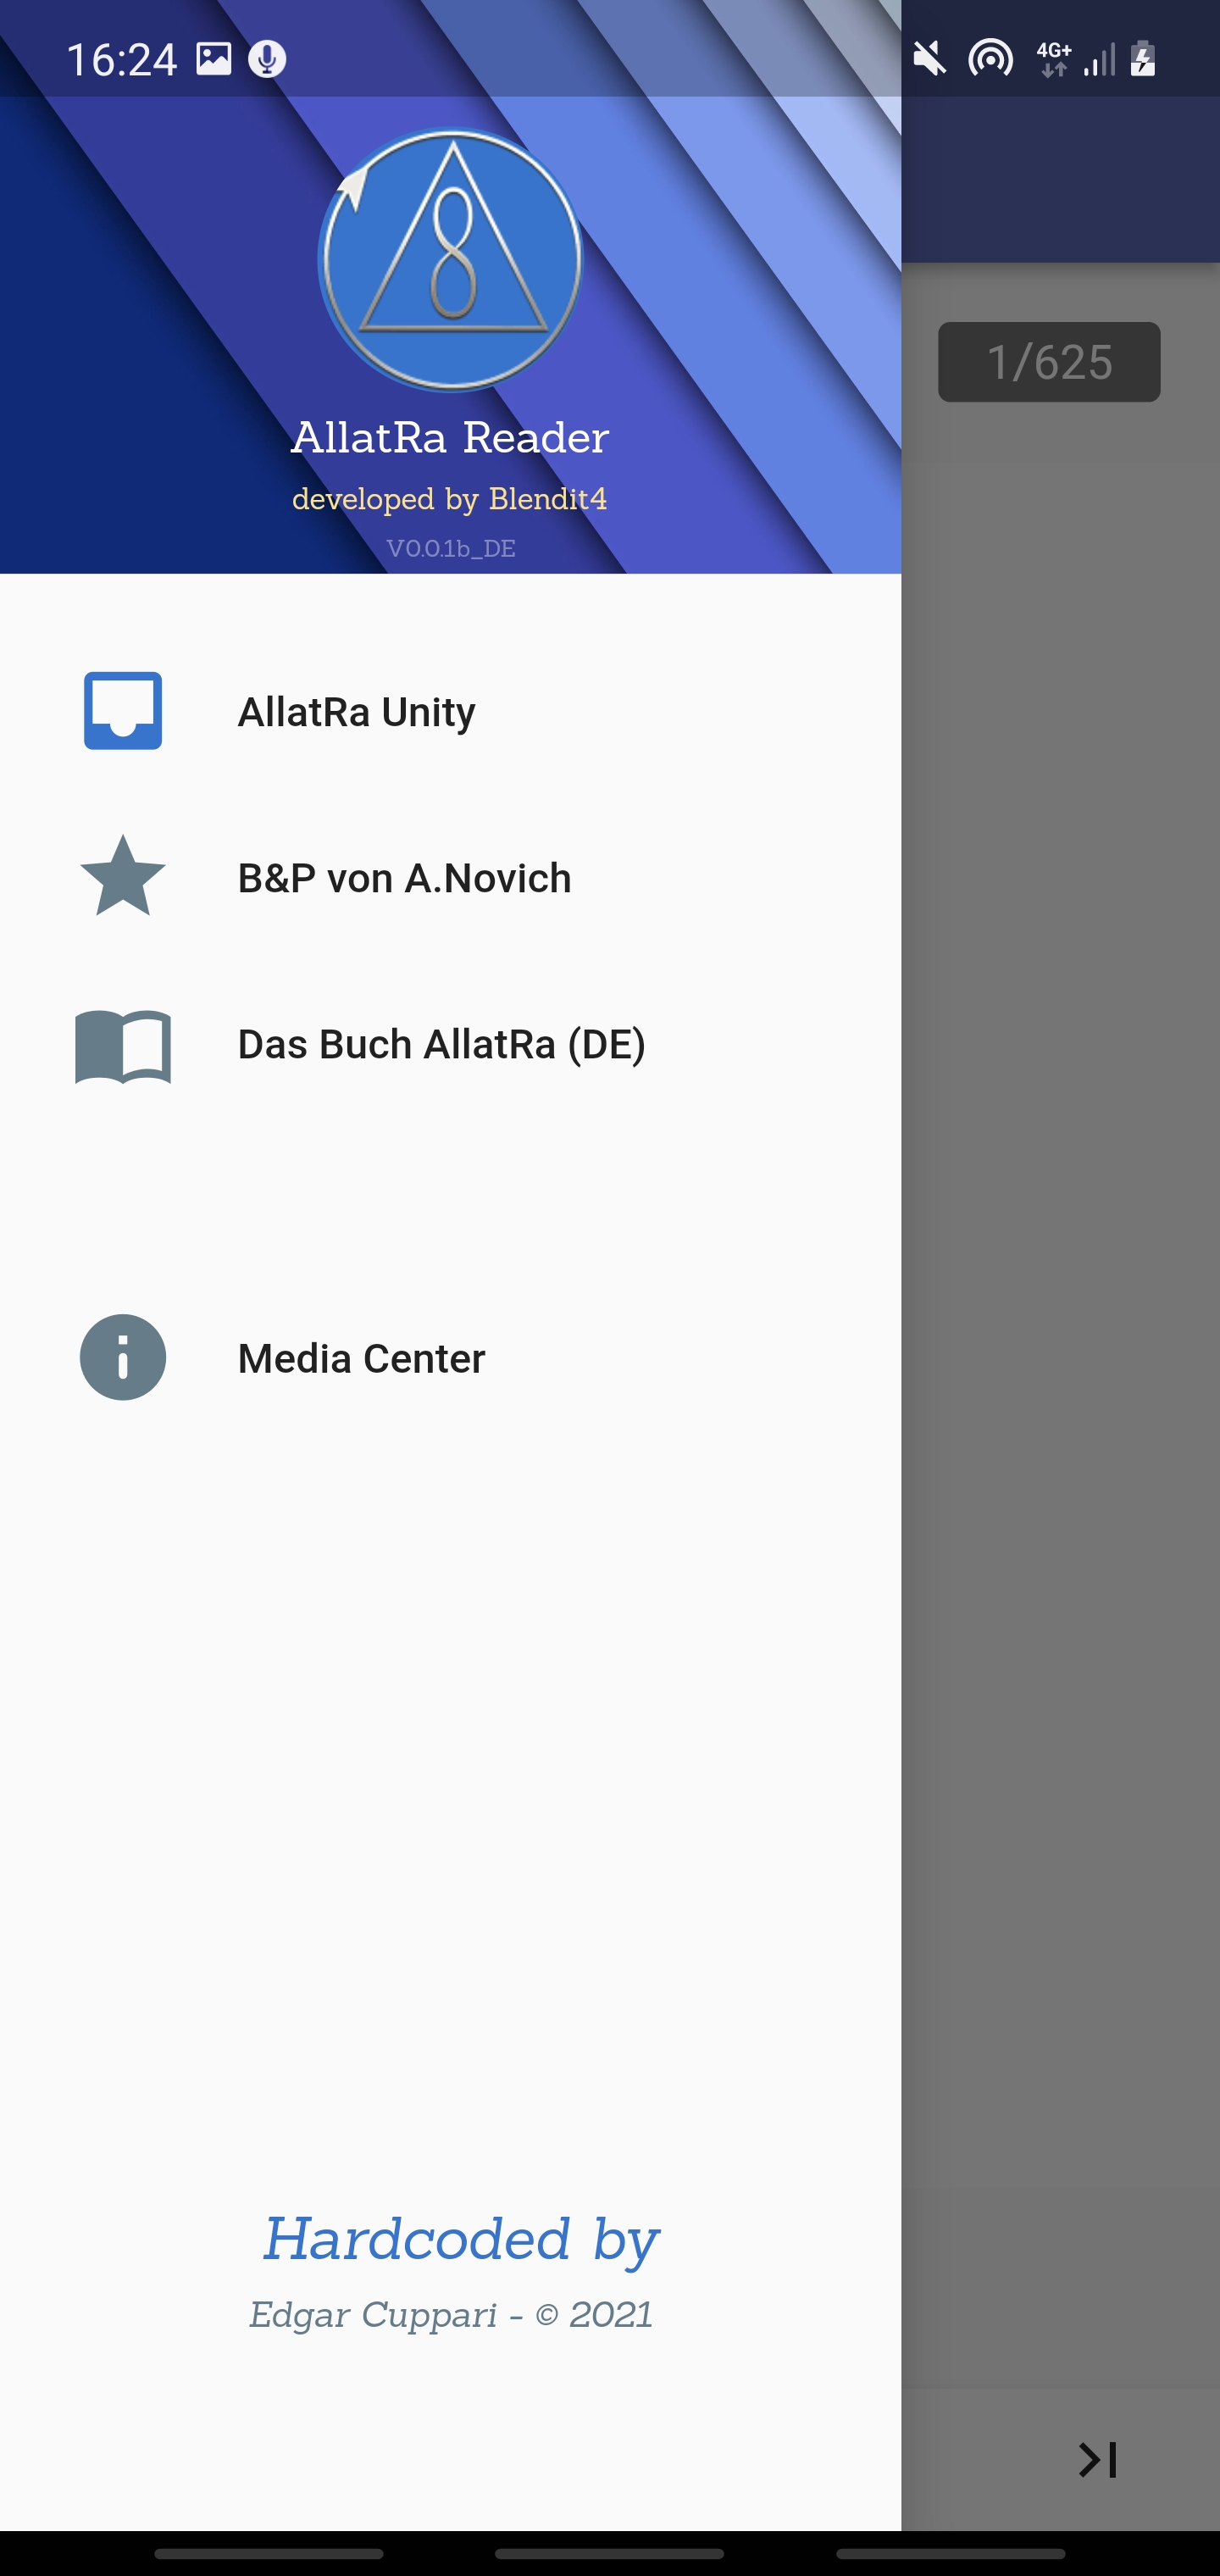 16:24
4G+
1/625
AllatRa Reader
developed by Blendit4
V0.0.1b_DE
AllatRa Unity
B&P von A.Novich
Das Buch AllatRa (DE)
Media Center
Hardcoded by
Edgar Cuppari - © 2021